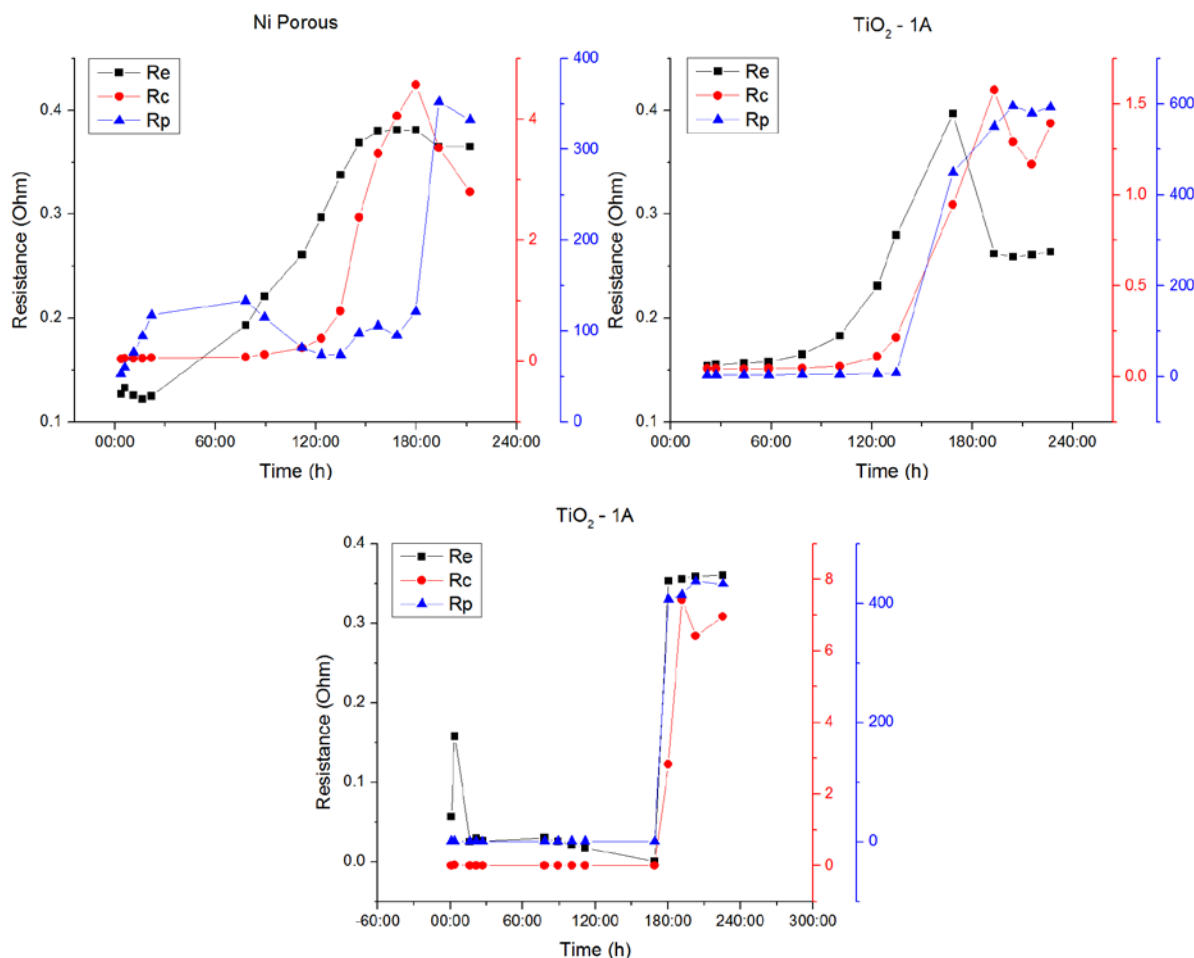 Ni Porous
Re
Rc
Rp
Resistance (Ohm)
0.4
0.3
0.2
0.1
4
2
0
400
300
200
100
0
00:00 60:00 120:00 180:00 240:00
Time (h)
TiO₂ - 1A
Re
Rc
Rp
Resistance (Ohm)
0.4
0.3
0.2
0.1
1.5
1.0
0.5
0.0
600
400
200
0
00:00 60:00 120:00 180:00 240:00
Time (h)
TiO₂ - 1A
Re
Rc
Rp
Resistance (Ohm)
0.4
0.3
0.2
0.1
0.0
8
6
4
2
0
400
200
0
-60:00 00:00 60:00 120:00 180:00 240:00 300:00
Time (h)